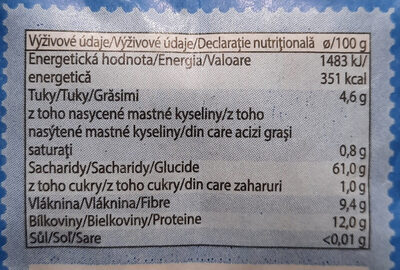 Výživové údaje/Výživové údaje/Declarație nutrițională ø/100 g
Energetická hodnota/Energia/Valoare 1483 kJ/
energetică 351 kcal
Tuky/Tuky/Grăsimi 4,6 g
z toho nasycené mastné kyseliny/z toho
nasýtené mastné kyseliny/din care acizi grași
saturați 0,8 g
Sacharidy/Sacharidy/Glucide 61,0 g
z toho cukry/z toho cukry/din care zaharuri 1,0 g
Vláknina/Vláknina/Fibre 9,4 g
Bílkoviny/Bielkoviny/Proteine 12,0 g
Sůl/Soľ/Sare <0,01 g